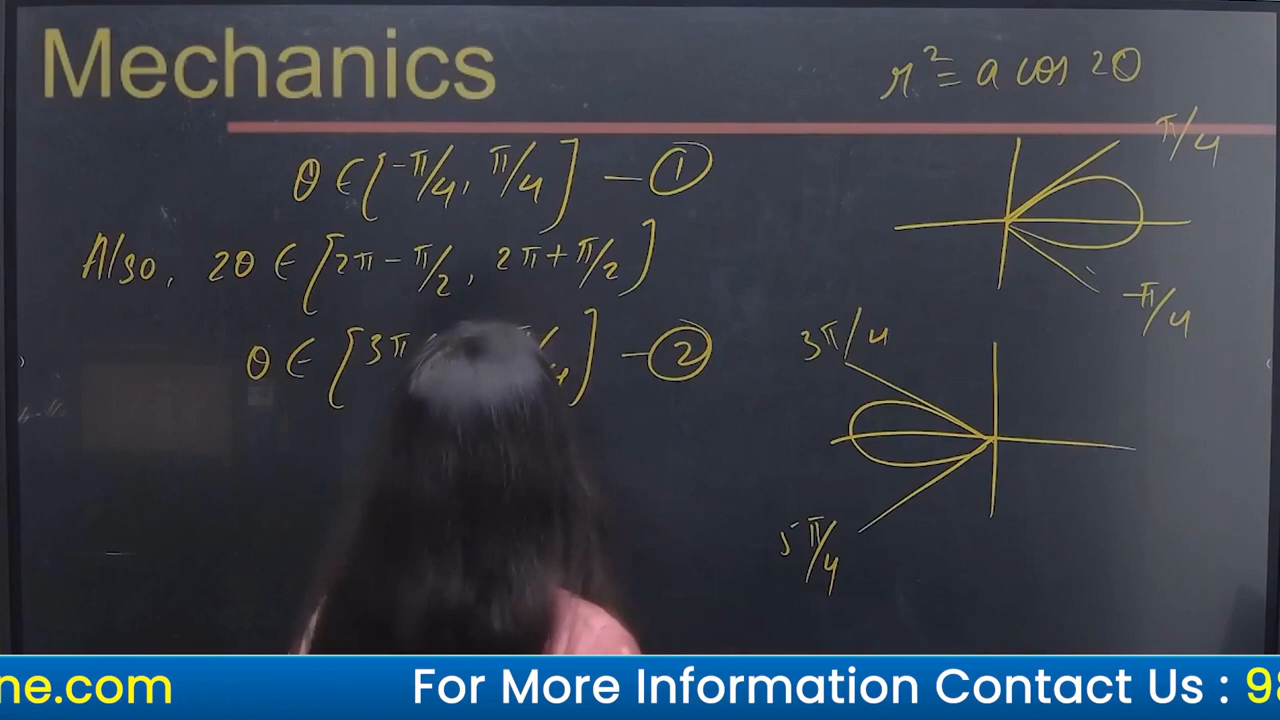 Mechanics
r² = a cos 2θ
θ ∈ [-π/4, π/4] — ①
Also, 2θ ∈ [2π - π/2, 2π + π/2]
θ ∈ [3π ] — ②
π/4
-π/4
3π/4
5π/4
ne.com For More Information Contact Us : 9